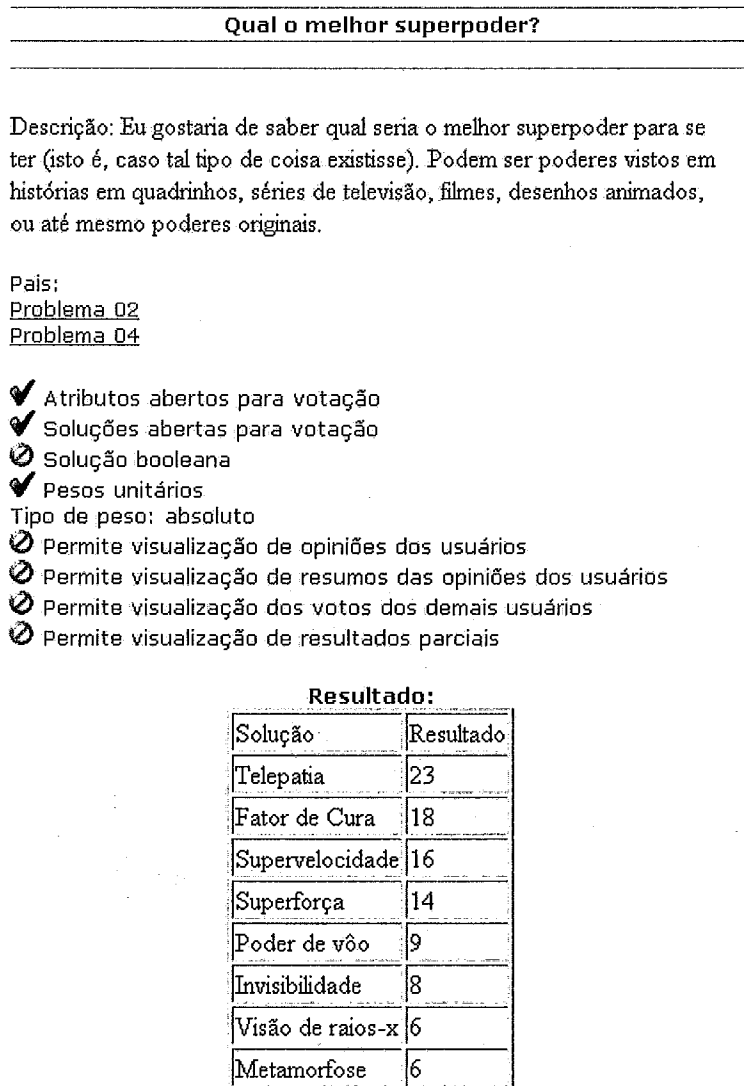 Qual o melhor superpoder?
Descrição: Eu gostaria de saber qual seria o melhor superpoder para se
ter (isto é, caso tal tipo de coisa existisse). Podem ser poderes vistos em
histórias em quadrinhos, séries de televisão, filmes, desenhos animados,
ou até mesmo poderes originais.
Pais:
Problema 02
Problema 04
Atributos abertos para votação
Soluções abertas para votação
Solução booleana
Pesos unitários
Tipo de peso: absoluto
Permite visualização de opiniões dos usuários
Permite visualização de resumos das opiniões dos usuários
Permite visualização dos votos dos demais usuários
Permite visualização de resultados parciais
Resultado:
Solução Resultado
Telepatia 23
Fator de Cura 18
Supervelocidade 16
Superforça 14
Poder de vôo 9
Invisibilidade 8
Visão de raios-x 6
Metamorfose 6